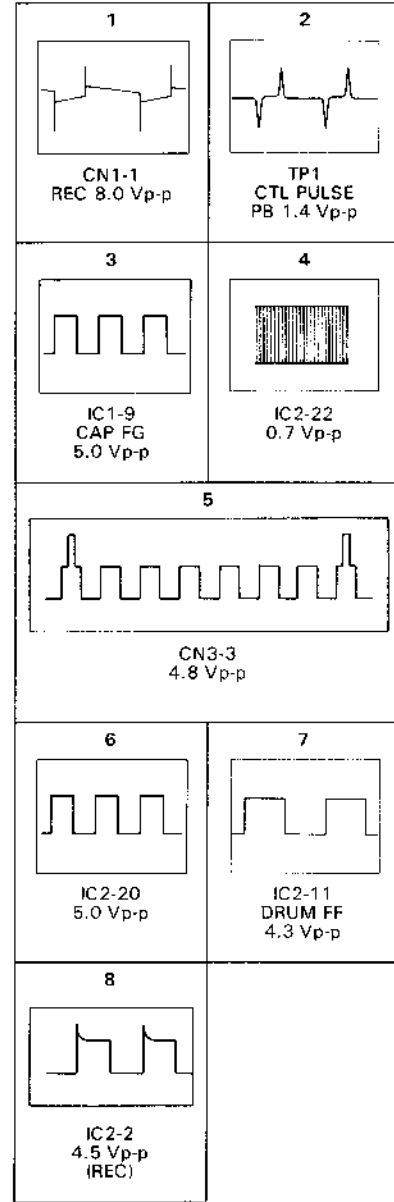 1
CN1-1
REC 8.0 Vp-p
2
TP1
CTL PULSE
PB 1.4 Vp-p
3
IC1-9
CAP FG
5.0 Vp-p
4
IC2-22
0.7 Vp-p
5
CN3-3
4.8 Vp-p
6
IC2-20
5.0 Vp-p
7
IC2-11
DRUM FF
4.3 Vp-p
8
IC2-2
4.5 Vp-p
(REC)